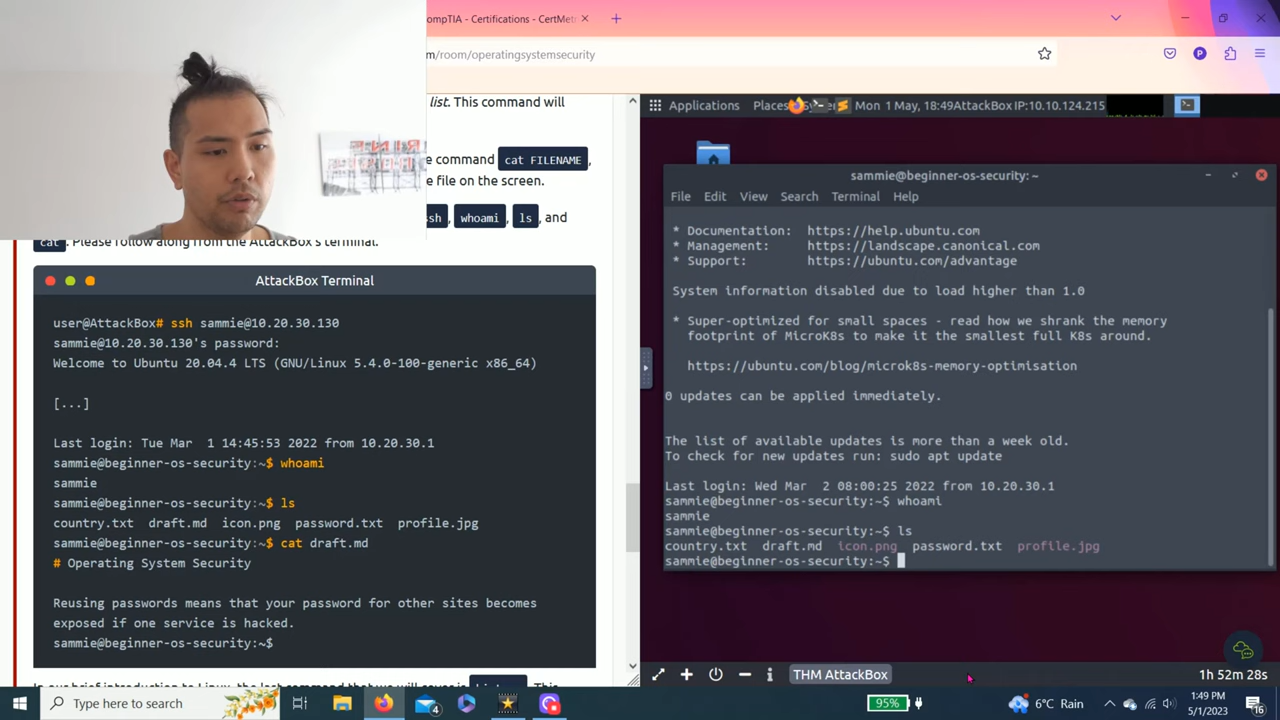 ompTIA - Certifications - CertMet
m/room/operatingsystemsecurity
list. This command will
e command cat FILENAME,
e file on the screen.
ssh, whoami, ls, and
cat. Please follow along from the AttackBox's terminal.
AttackBox Terminal
user@AttackBox# ssh sammie@10.20.30.130
sammie@10.20.30.130's password:
Welcome to Ubuntu 20.04.4 LTS (GNU/Linux 5.4.0-100-generic x86_64)
[...]
Last login: Tue Mar 1 14:45:53 2022 from 10.20.30.1
sammie@beginner-os-security:~$ whoami
sammie
sammie@beginner-os-security:~$ ls
country.txt draft.md icon.png password.txt profile.jpg
sammie@beginner-os-security:~$ cat draft.md
# Operating System Security
Reusing passwords means that your password for other sites becomes
exposed if one service is hacked.
sammie@beginner-os-security:~$
Applications Places Mon 1 May, 18:49 AttackBox IP:10.10.124.215
sammie@beginner-os-security: ~
File Edit View Search Terminal Help
* Documentation: https://help.ubuntu.com
* Management: https://landscape.canonical.com
* Support: https://ubuntu.com/advantage
System information disabled due to load higher than 1.0
* Super-optimized for small spaces - read how we shrank the memory
footprint of MicroK8s to make it the smallest full K8s around.
https://ubuntu.com/blog/microk8s-memory-optimisation
0 updates can be applied immediately.
The list of available updates is more than a week old.
To check for new updates run: sudo apt update
Last login: Wed Mar 2 08:00:25 2022 from 10.20.30.1
sammie@beginner-os-security:~$ whoami
sammie
sammie@beginner-os-security:~$ ls
country.txt draft.md icon.png password.txt profile.jpg
sammie@beginner-os-security:~$
THM AttackBox
1h 52m 28s
Type here to search
4
95%
6°C Rain
1:49 PM
5/1/2023
16